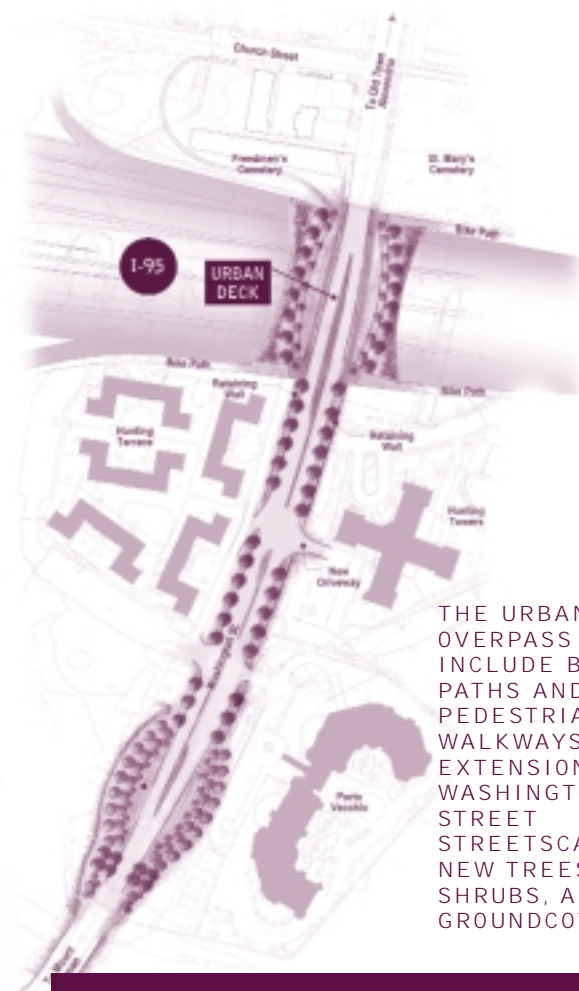 Church Street
To Old Town
Alexandria
Freedmen's
Cemetery
St. Mary's
Cemetery
Bike Path
I-95
URBAN
DECK
Bike Path
Retaining
Wall
Bike Path
Hunting
Terrace
Retaining
Wall
Hunting
Towers
New
Driveway
Washington St
Porto
Vecchio
Mount
THE URBAN
OVERPASS
INCLUDE B
PATHS AND
PEDESTRIA
WALKWAYS
EXTENSION
WASHINGT
STREET
STREETSCA
NEW TREES
SHRUBS, A
GROUNDCO